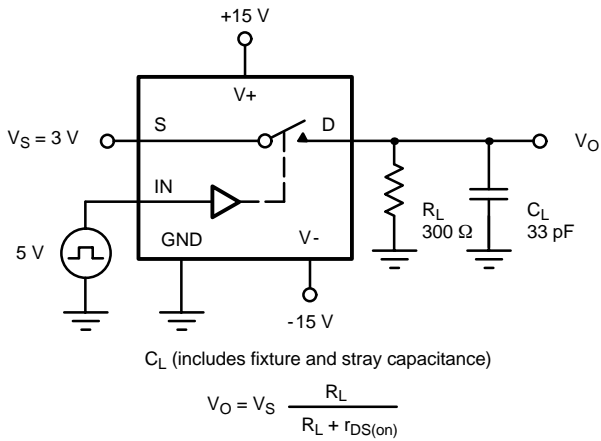 +15 V
V+
S
D
V_S = 3 V
V_O
IN
R_L
300 Ω
C_L
33 pF
GND
V-
5 V
-15 V
C_L (includes fixture and stray capacitance)
V_O = V_S R_L / (R_L + r_DS(on))